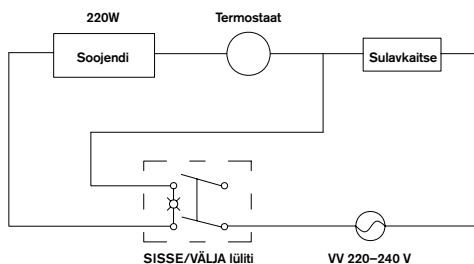 220W
Termostaat
Soojendi
Sulavkaitse
SISSE/VÄLJA lüliti
VV 220–240 V